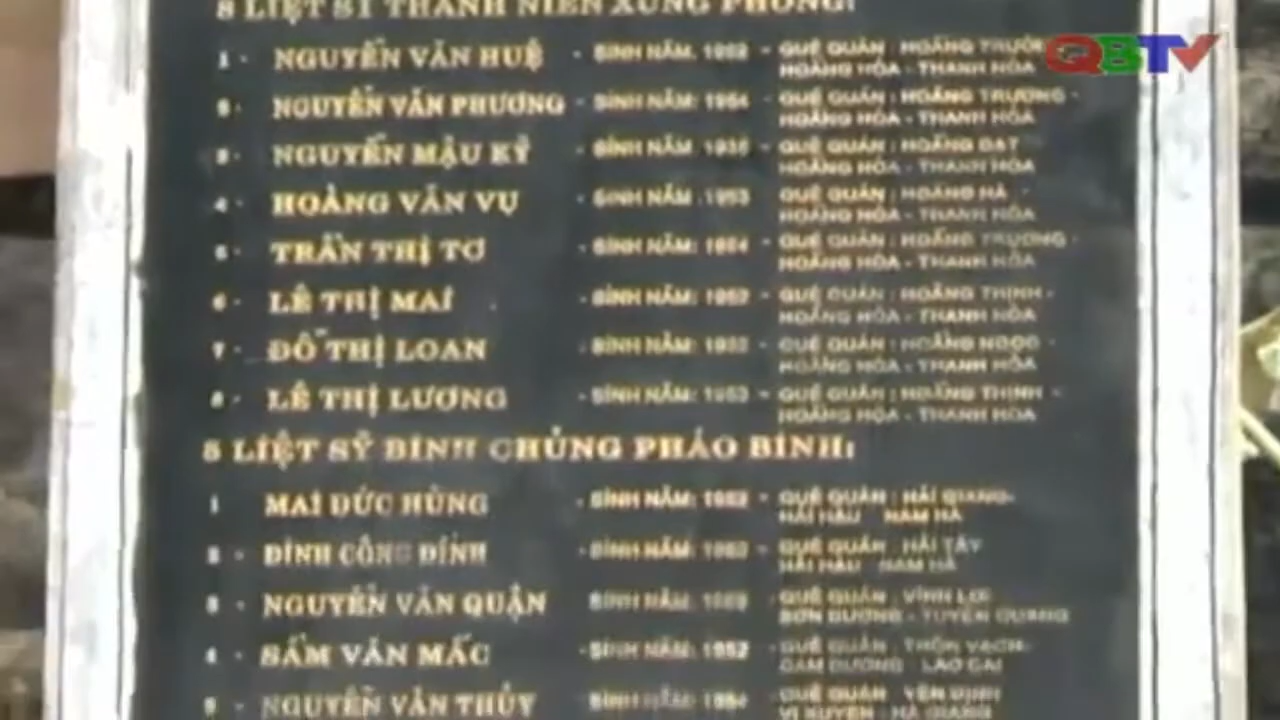 8 LIỆT SĨ THANH NIÊN XUNG PHONG:
QBTV
1 - NGUYỄN VĂN HUỆ - SINH NĂM: - QUÊ QUÁN : HOẰNG
HOẰNG HÓA - THANH HÓA
NGUYỄN VĂN PHƯƠNG - SINH NĂM: 1954 - QUÊ QUÁN : HOẰNG TRƯỜNG -
HOẰNG HÓA - THANH HÓA
NGUYỄN MẬU KỶ - SINH NĂM - QUÊ QUÁN : HOẰNG ĐẠT
HOẰNG HÓA - THANH HÓA
4 - HOÀNG VĂN VỤ - SINH NĂM: 1953 QUÊ QUÁN : HOẰNG HÀ -
HOẰNG HÓA - THANH HÓA
5 - TRẦN THỊ TƠ - SINH NĂM: 1954 - QUÊ QUÁN : HOẰNG TRƯỜNG -
HOẰNG HÓA - THANH HÓA
6 - LÊ THỊ MAI - SINH NĂM: - QUÊ QUÁN : HOẰNG THỊNH -
HOẰNG HÓA - THANH HÓA
7 - ĐỖ THỊ LOAN - SINH NĂM: - QUÊ QUÁN : HOẰNG NGỌC -
HOẰNG HÓA - THANH HÓA
8 - LÊ THỊ LƯƠNG - SINH NĂM: - QUÊ QUÁN : HOẰNG THỊNH -
HOẰNG HÓA - THANH HÓA
5 LIỆT SỸ BINH CHỦNG PHÁO BINH:
1 MAI ĐỨC HÙNG - SINH NĂM: 1952 - QUÊ QUÁN : HẢI GIANG-
HẢI HẬU NAM HÀ
2 - ĐINH CÔNG ĐÍNH - SINH NĂM: - QUÊ QUÁN HẢI TÂY
HẢI HẬU NAM HÀ
3 - NGUYỄN VĂN QUẬN SINH NĂM: QUÊ QUÁN VĨNH LỢI
SƠN DƯƠNG - TUYÊN QUANG
4 - SẦM VĂN MẮC - SINH NĂM: 1952 QUÊ QUÁN : THÔN VẠCH-
CAM ĐƯỜNG LAO CAI
5 - NGUYỄN VĂN THỦY - SINH NĂM: QUÊ QUÁN
VỊ XUYÊN - HÀ GIANG